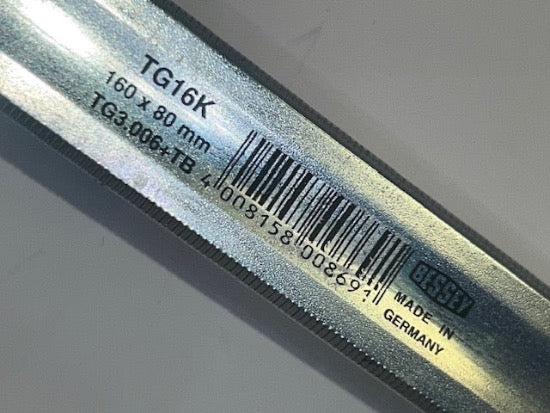 TG16K
160 x 80 mm
TG3.006+TB
4 008158 008691
BESSEY
MADE IN
GERMANY